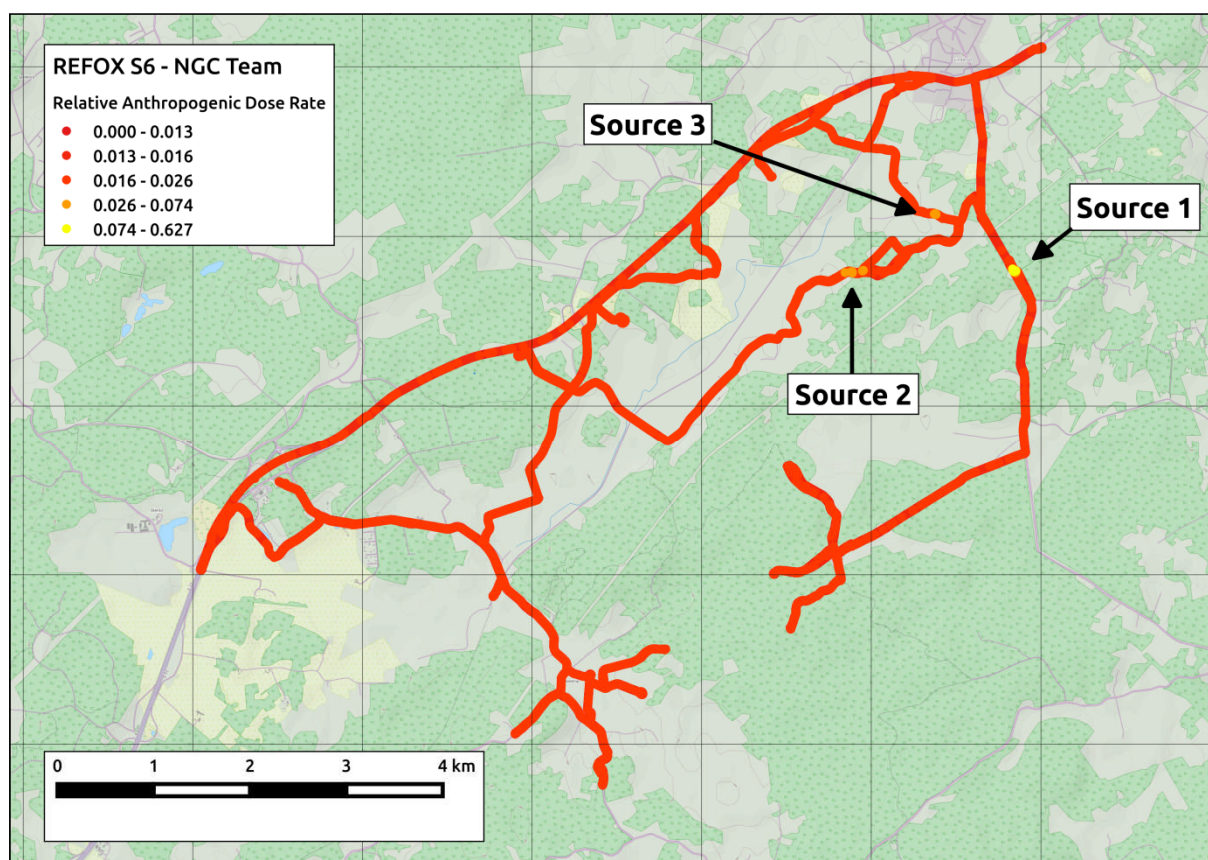 REFOX S6 - NGC Team
Relative Anthropogenic Dose Rate
0.000 - 0.013
0.013 - 0.016
0.016 - 0.026
0.026 - 0.074
0.074 - 0.627
Source 3
Source 1
Source 2
0 1 2 3 4 km